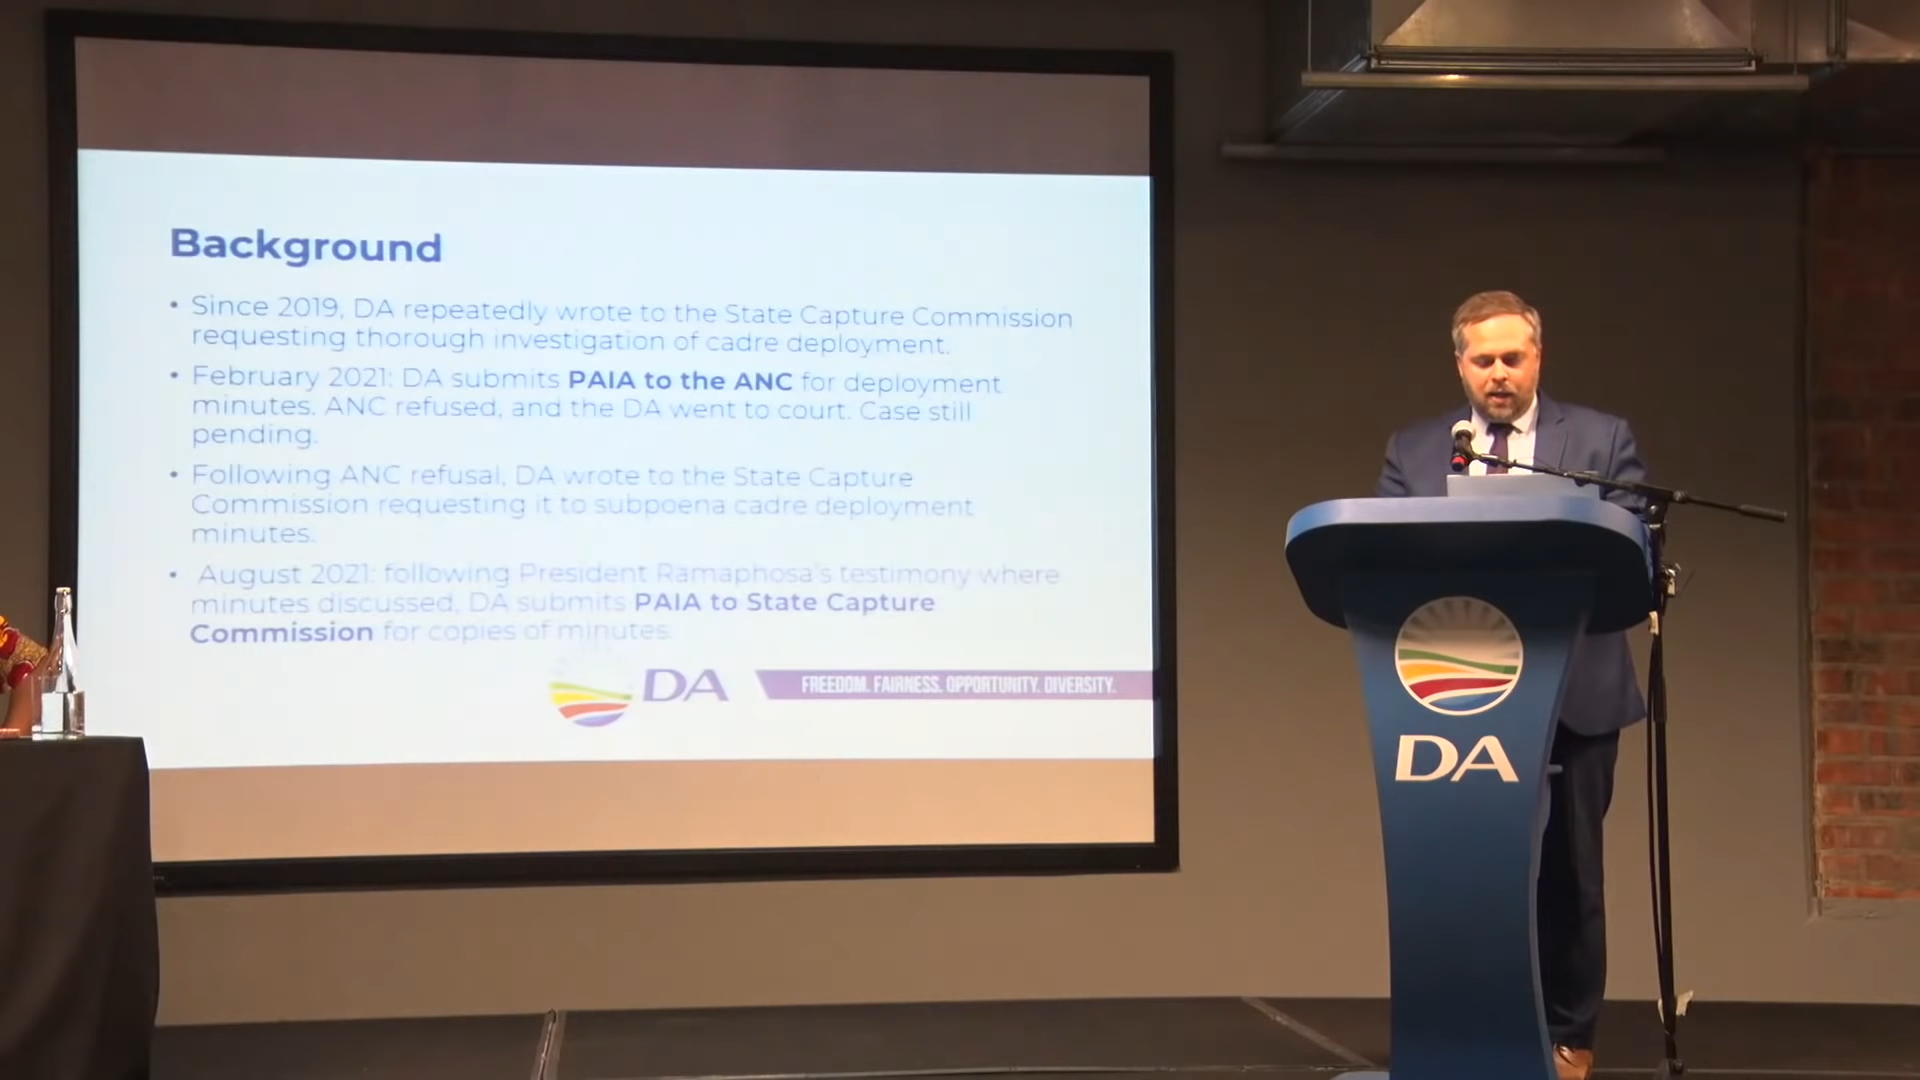 Background
• Since 2019, DA repeatedly wrote to the State Capture Commission
requesting thorough investigation of cadre deployment.
• February 2021: DA submits PAIA to the ANC for deployment
minutes. ANC refused, and the DA went to court. Case still
pending.
• Following ANC refusal, DA wrote to the State Capture
Commission requesting it to subpoena cadre deployment
minutes.
• August 2021: following President Ramaphosa's testimony where
minutes discussed, DA submits PAIA to State Capture
Commission for copies of minutes.
DA
FREEDOM. FAIRNESS. OPPORTUNITY. DIVERSITY.
DA